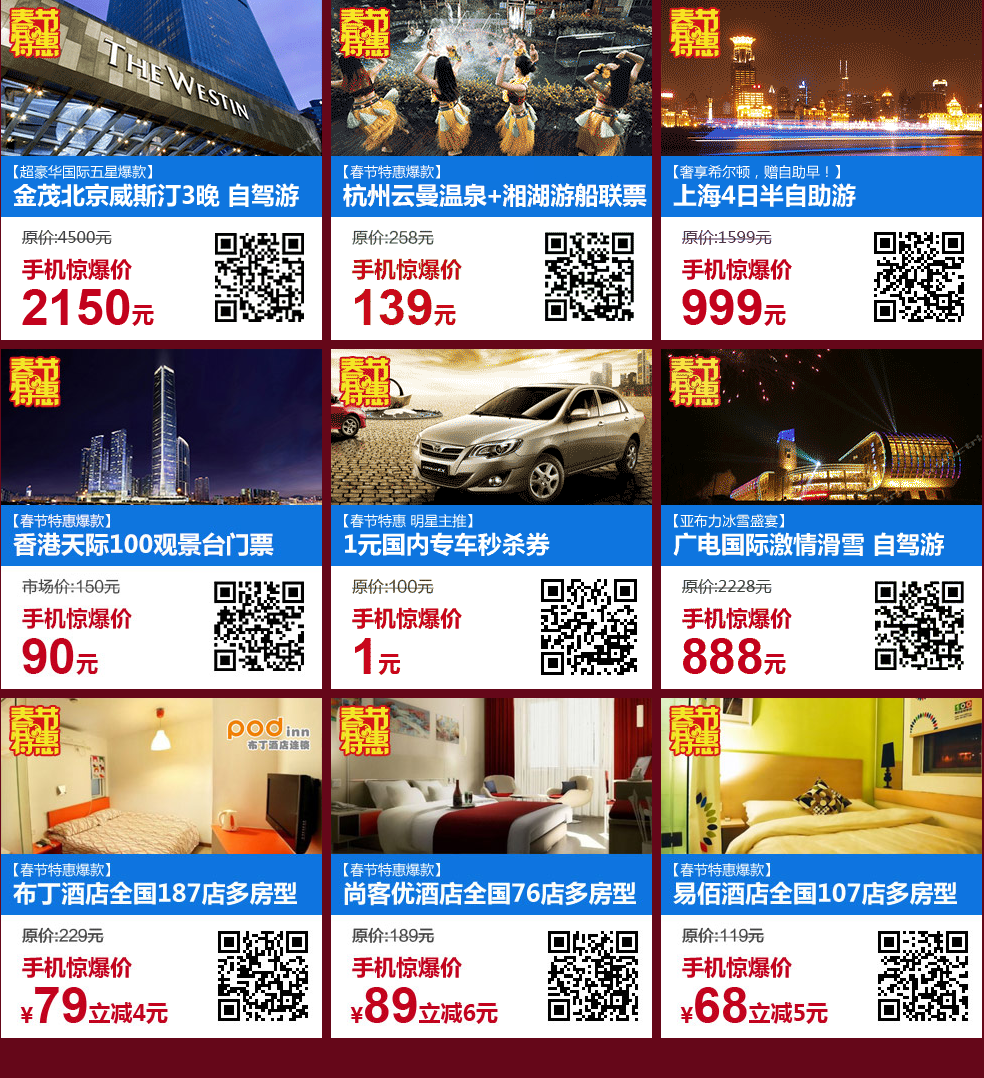 春节
特惠
THE WESTIN
【超豪华国际五星爆款】
金茂北京威斯汀3晚 自驾游
原价:4500元
手机惊爆价
2150元
春节
特惠
【春节特惠爆款】
杭州云曼温泉+湘湖游船联票
原价:258元
手机惊爆价
139元
春节
特惠
【奢享希尔顿，赠自助早！】
上海4日半自助游
原价:1599元
手机惊爆价
999元
春节
特惠
【春节特惠爆款】
香港天际100观景台门票
市场价:150元
手机惊爆价
90元
春节
特惠
【春节特惠 明星主推】
1元国内专车秒杀券
原价:100元
手机惊爆价
1元
春节
特惠
【亚布力冰雪盛宴】
广电国际激情滑雪 自驾游
原价:2228元
手机惊爆价
888元
春节
特惠
pod inn
布丁酒店连锁
【春节特惠爆款】
布丁酒店全国187店多房型
原价:229元
手机惊爆价
¥79立减4元
春节
特惠
【春节特惠爆款】
尚客优酒店全国76店多房型
原价:189元
手机惊爆价
¥89立减6元
春节
特惠
【春节特惠爆款】
易佰酒店全国107店多房型
原价:119元
手机惊爆价
¥68立减5元